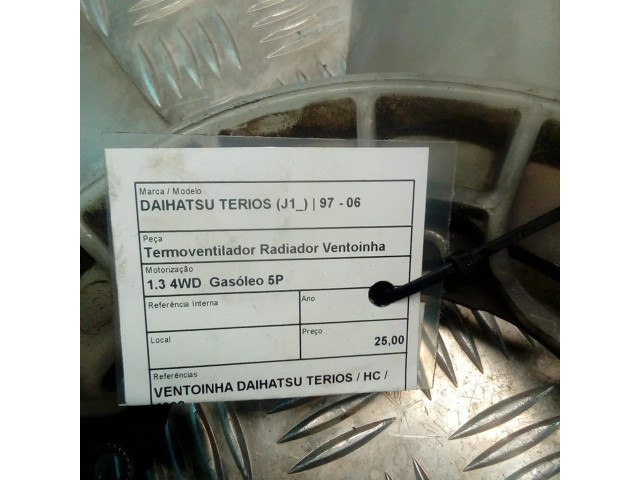 Marca / Modelo
DAIHATSU TERIOS (J1_) | 97 - 06
Peça
Termoventilador Radiador Ventoinha
Motorização
1.3 4WD Gasóleo 5P
Referência Interna
Ano
Local
Preço
25,00
Referências
VENTOINHA DAIHATSU TERIOS / HC /